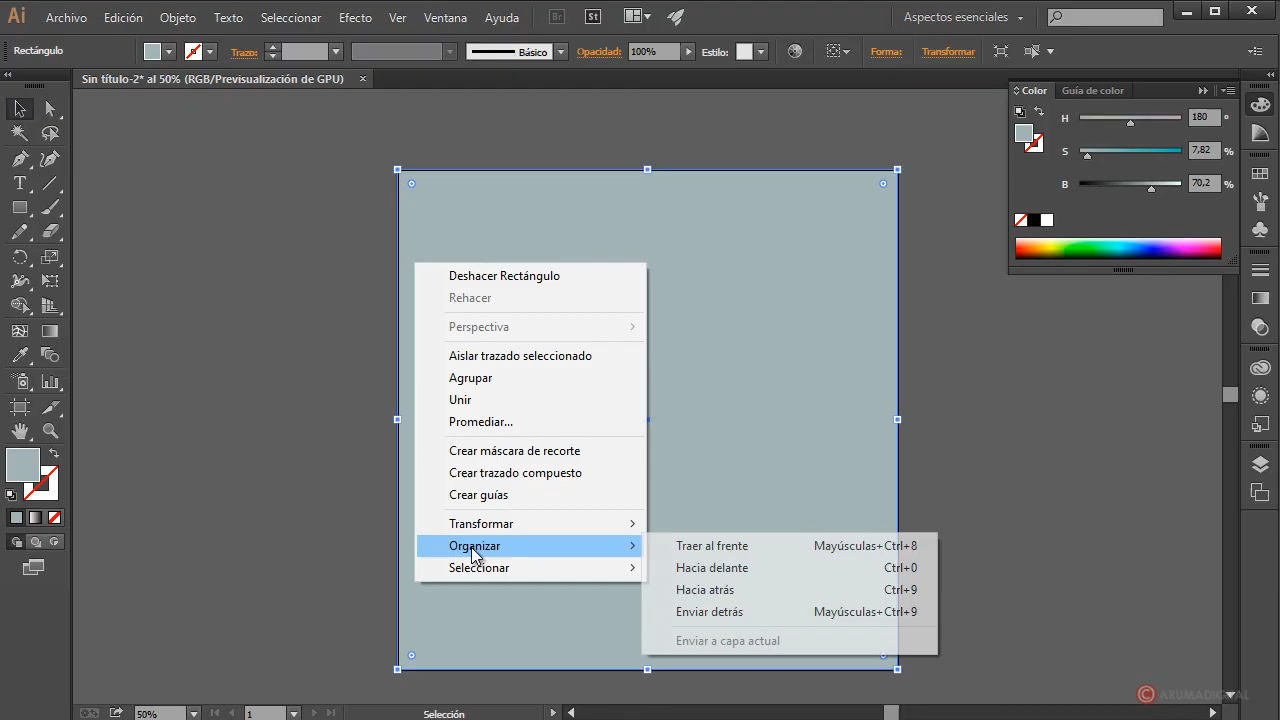 Ai Archivo Edición Objeto Texto Seleccionar Efecto Ver Ventana Ayuda Br St Aspectos esenciales
Rectángulo Trazo: Básico Opacidad: 100% Estilo: Forma: Transformar
Sin título-2* al 50% (RGB/Previsualización de GPU)
Color Guía de color
H 180 °
S 7,82 %
B 70,2 %
Deshacer Rectángulo
Rehacer
Perspectiva
Aislar trazado seleccionado
Agrupar
Unir
Promediar...
Crear máscara de recorte
Crear trazado compuesto
Crear guías
Transformar
Organizar
Seleccionar
Traer al frente Mayúsculas+Ctrl+8
Hacia delante Ctrl+0
Hacia atrás Ctrl+9
Enviar detrás Mayúsculas+Ctrl+9
Enviar a capa actual
© ARUMADIGITAL
50% 1 Selección